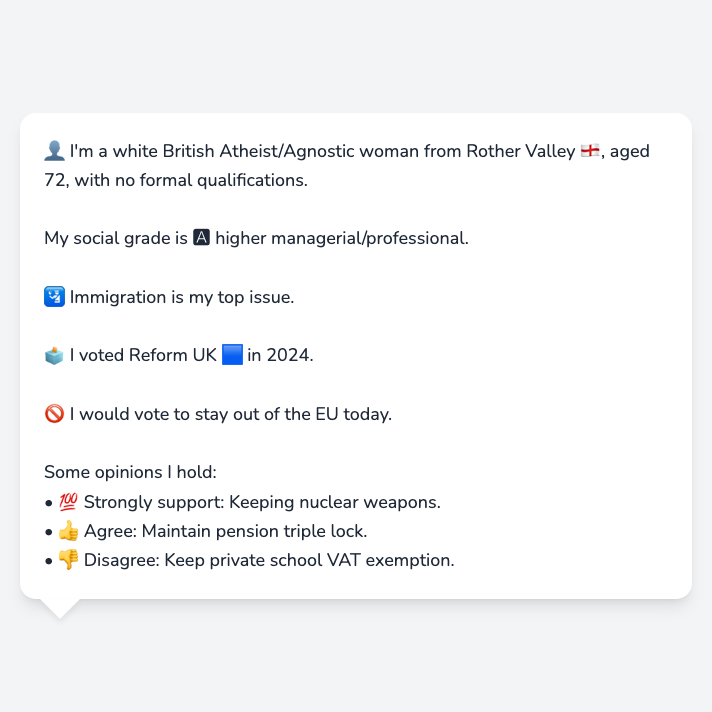 👤 I'm a white British Atheist/Agnostic woman from Rother Valley 🏴󠁧󠁢󠁥󠁮󠁧󠁿, aged
72, with no formal qualifications.
My social grade is 🅰 higher managerial/professional.
🛂 Immigration is my top issue.
🗳️ I voted Reform UK 🟦 in 2024.
🚫 I would vote to stay out of the EU today.
Some opinions I hold:
• 💯 Strongly support: Keeping nuclear weapons.
• 👍 Agree: Maintain pension triple lock.
• 👎 Disagree: Keep private school VAT exemption.